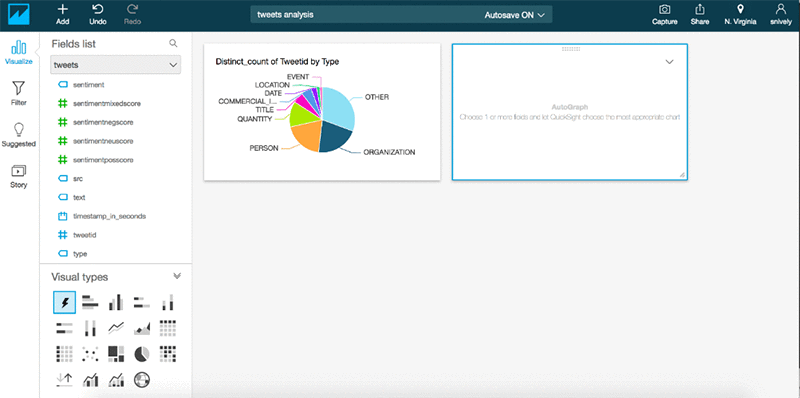 Add
Undo
Redo
tweets analysis
Autosave ON
Capture
Share
N. Virginia
snively
Visualize
Filter
Suggested
Story
Fields list
tweets
sentiment
sentimentmixedscore
sentimentnegscore
sentimentneuscore
sentimentposscore
src
text
timestamp_in_seconds
tweetid
type
Visual types
Distinct_count of Tweetid by Type
EVENT
LOCATION
DATE
COMMERCIAL_I...
TITLE
QUANTITY
PERSON
OTHER
ORGANIZATION
AutoGraph
Choose 1 or more fields and let QuickSight choose the most appropriate chart